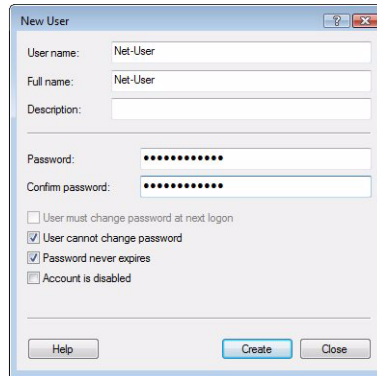 New User
User name: Net-User
Full name: Net-User
Description:
Password: ●●●●●●●●●●●●
Confirm password: ●●●●●●●●●●●●
User must change password at next logon
User cannot change password
Password never expires
Account is disabled
Help Create Close